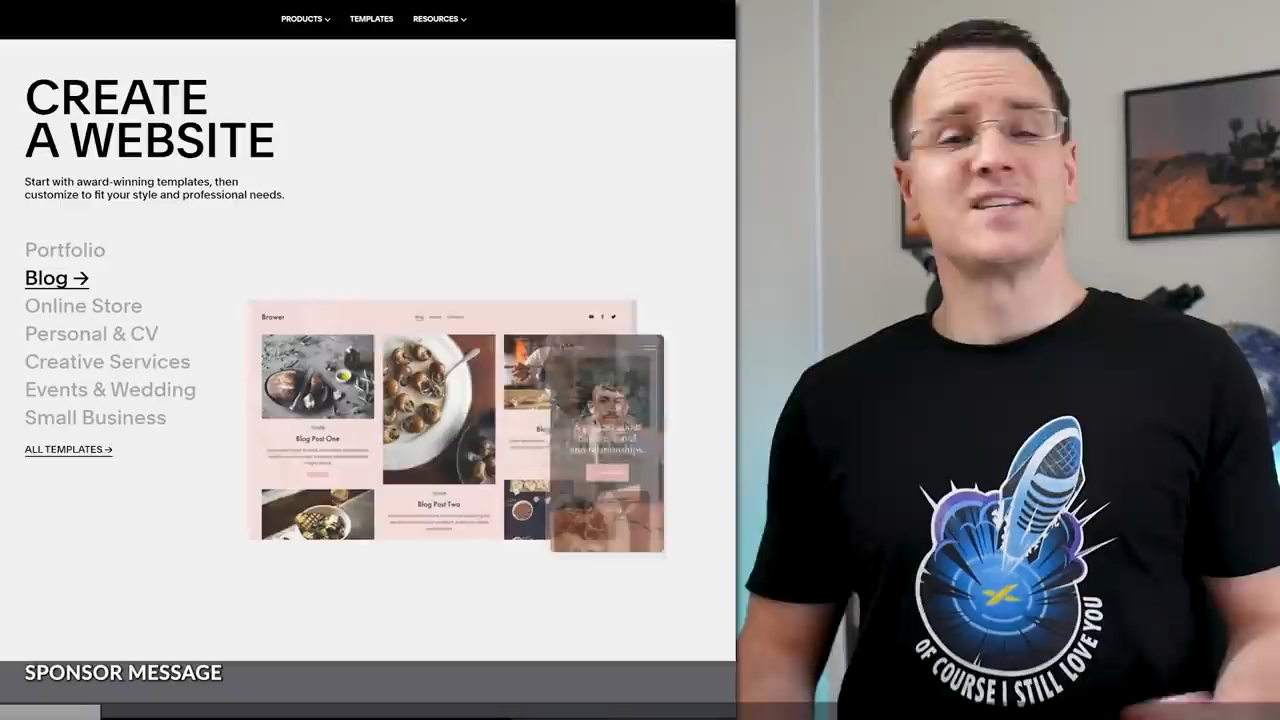 PRODUCTS TEMPLATES RESOURCES
CREATE
A WEBSITE
Start with award-winning templates, then
customize to fit your style and professional needs.
Portfolio
Blog →
Online Store
Personal & CV
Creative Services
Events & Wedding
Small Business
ALL TEMPLATES →
Brower
Blog Post One
Blog Post Two
SPONSOR MESSAGE
OF COURSE I STILL LOVE YOU